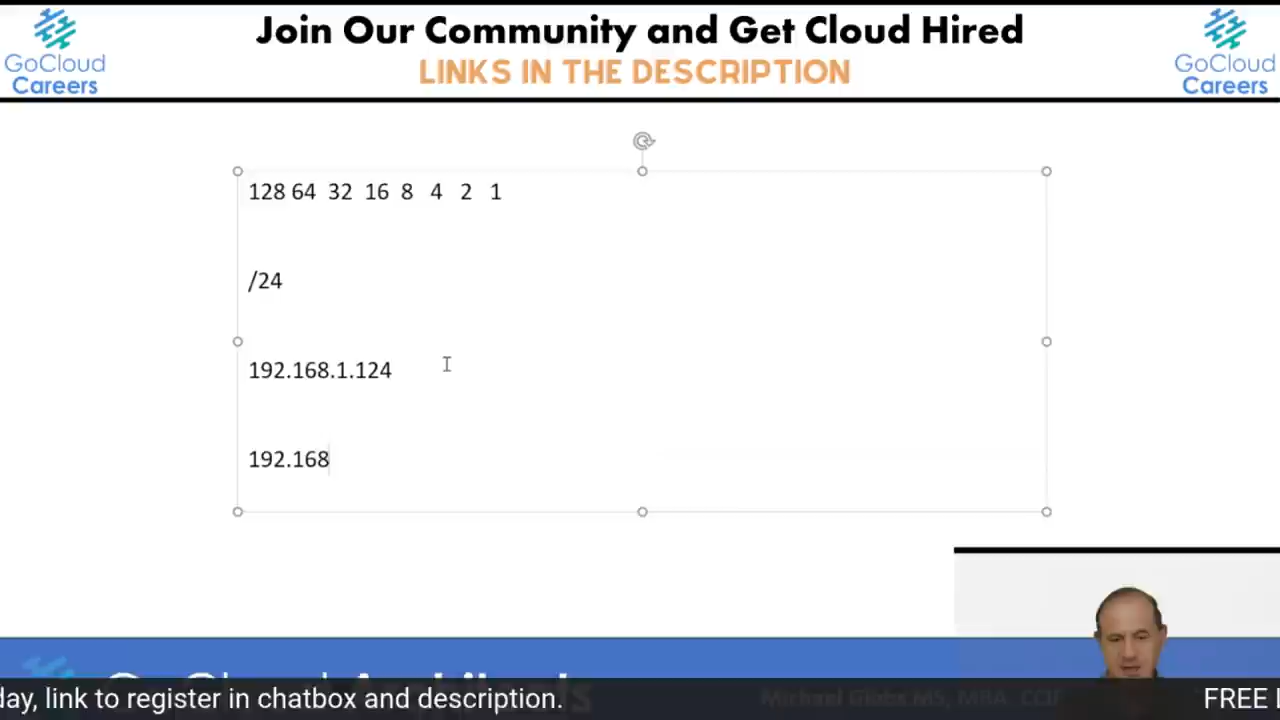 Join Our Community and Get Cloud Hired
LINKS IN THE DESCRIPTION
GoCloud
Careers
GoCloud
Careers
128 64 32 16 8 4 2 1
/24
192.168.1.124
192.168
day, link to register in chatbox and description.
FREE